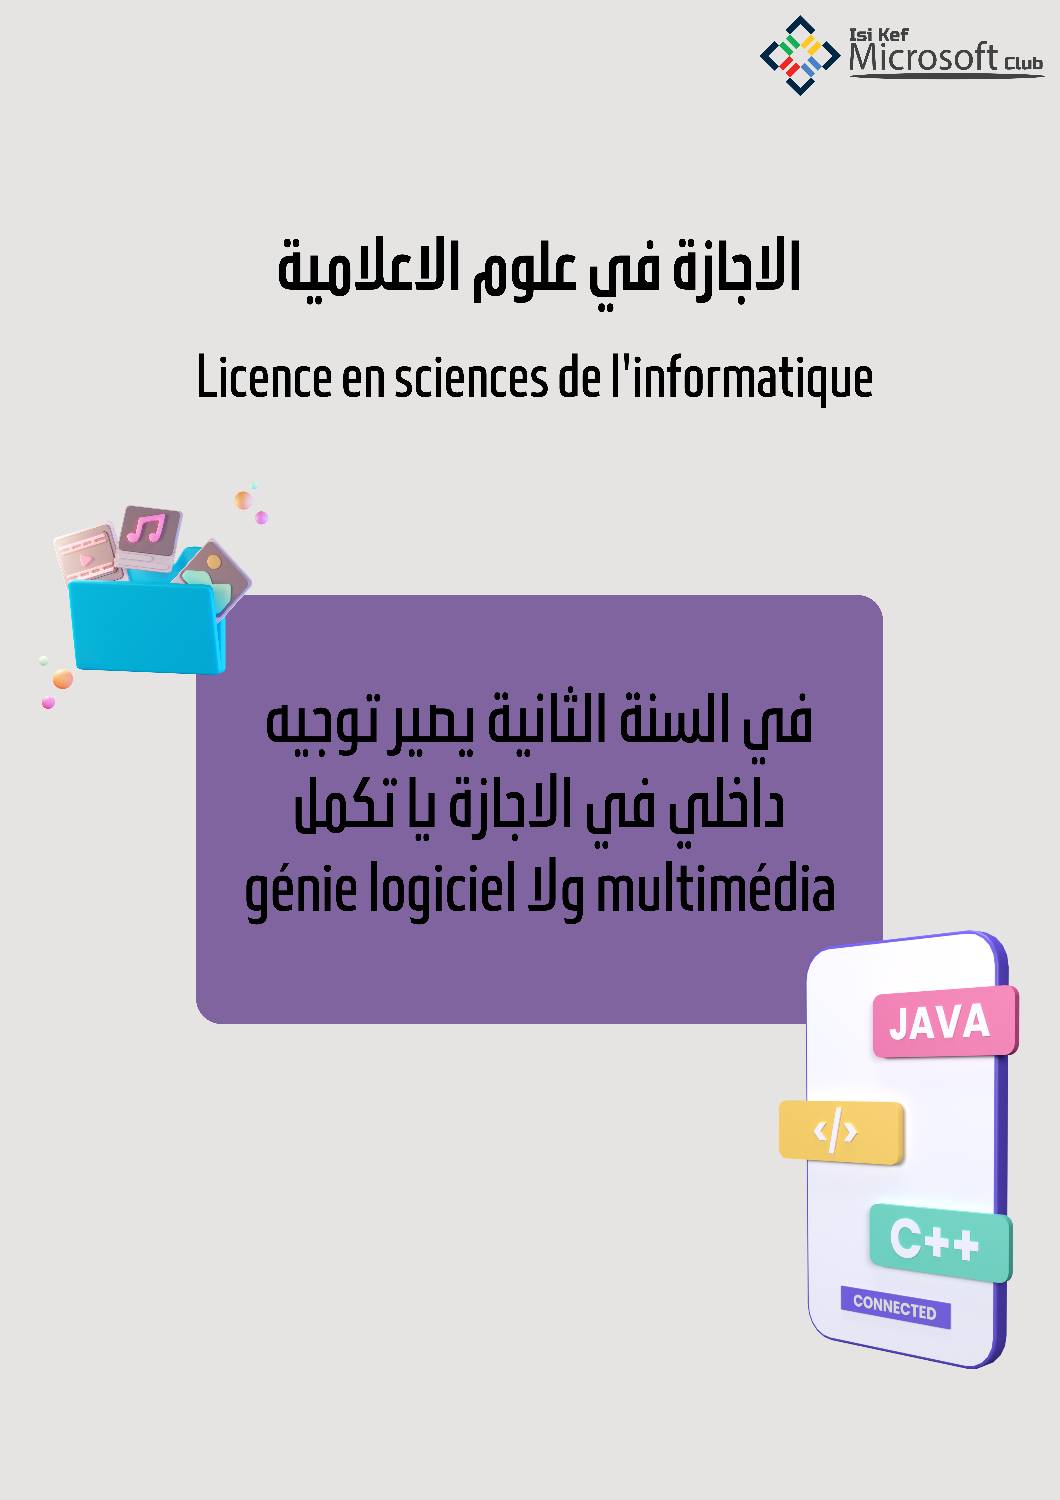 Isi Kef
Microsoft Club
الاجازة في علوم الاعلامية
Licence en sciences de l'informatique
في السنة الثانية يصير توجيه
داخلي في الاجازة يا تكمل
génie logiciel ولا multimédia
JAVA
</>
C++
CONNECTED